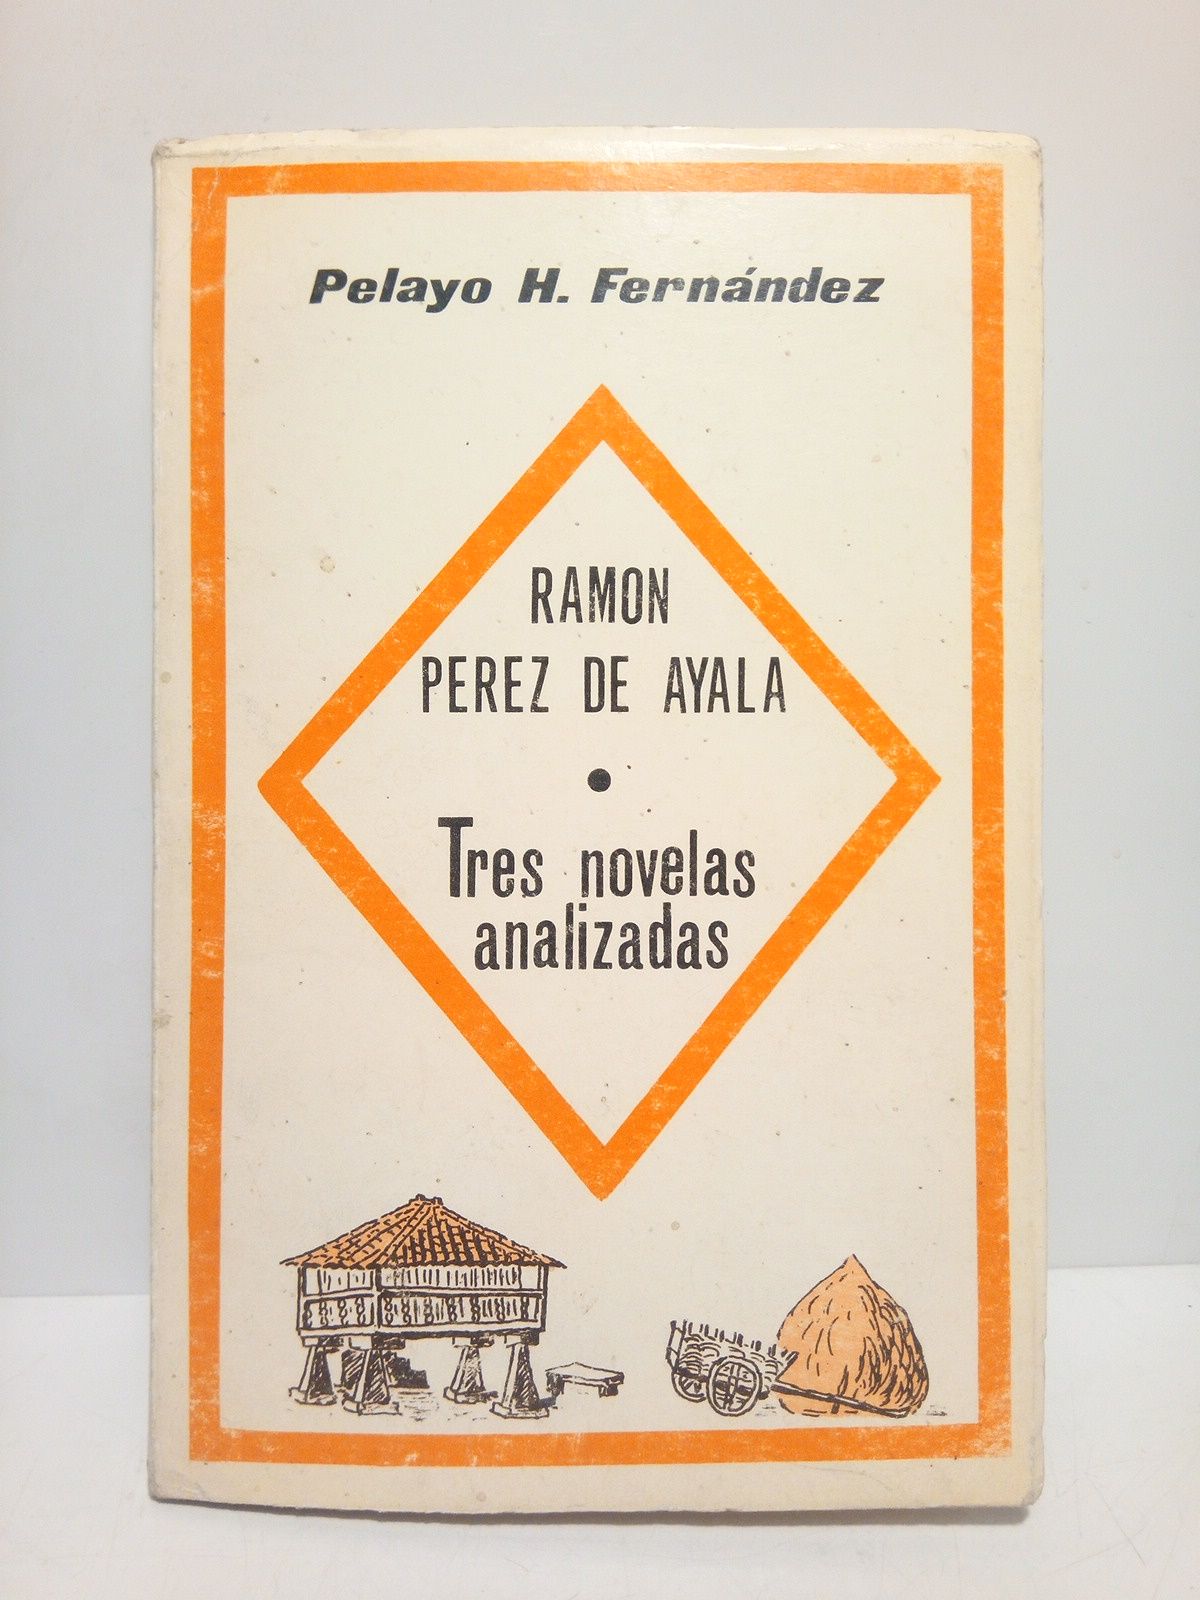 Pelayo H. Fernández
RAMON
PEREZ DE AYALA
•
Tres novelas
analizadas